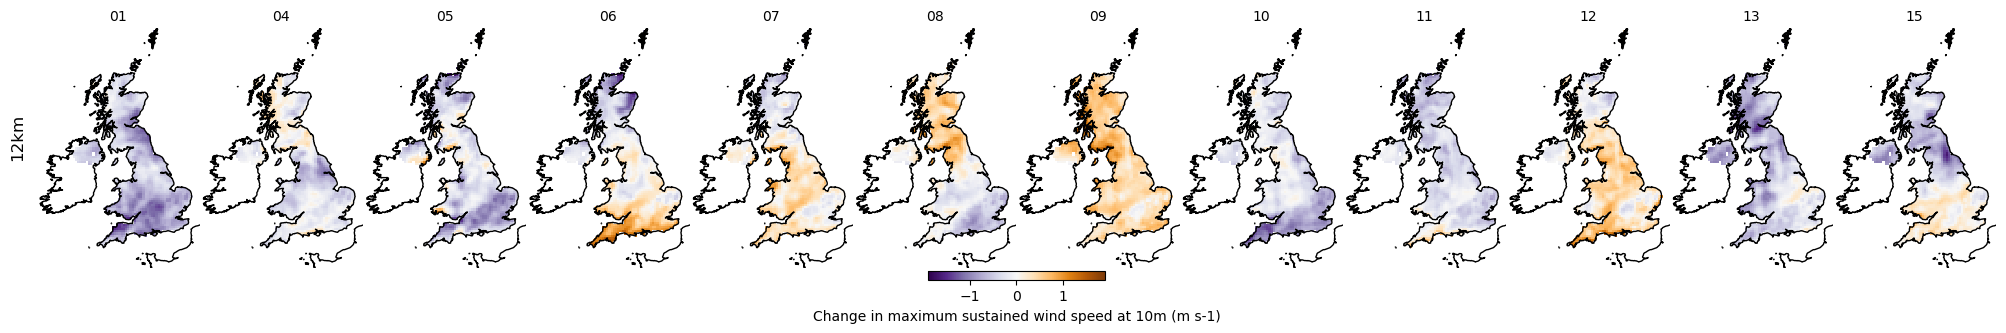 01 04 05 06 07 08 09 10 11 12 13 15
12km
−1 0 1
Change in maximum sustained wind speed at 10m (m s-1)